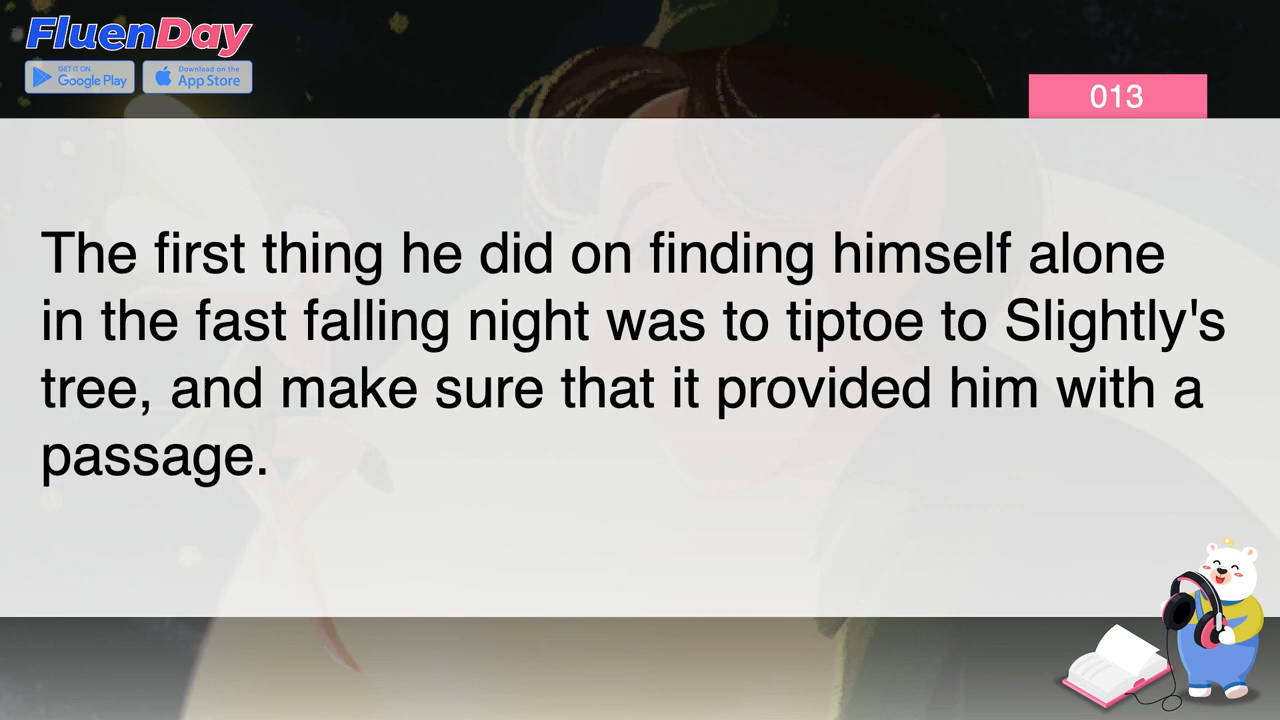 FluenDay
GET IT ON
Google Play
Download on the
App Store
013
The first thing he did on finding himself alone
in the fast falling night was to tiptoe to Slightly's
tree, and make sure that it provided him with a
passage.